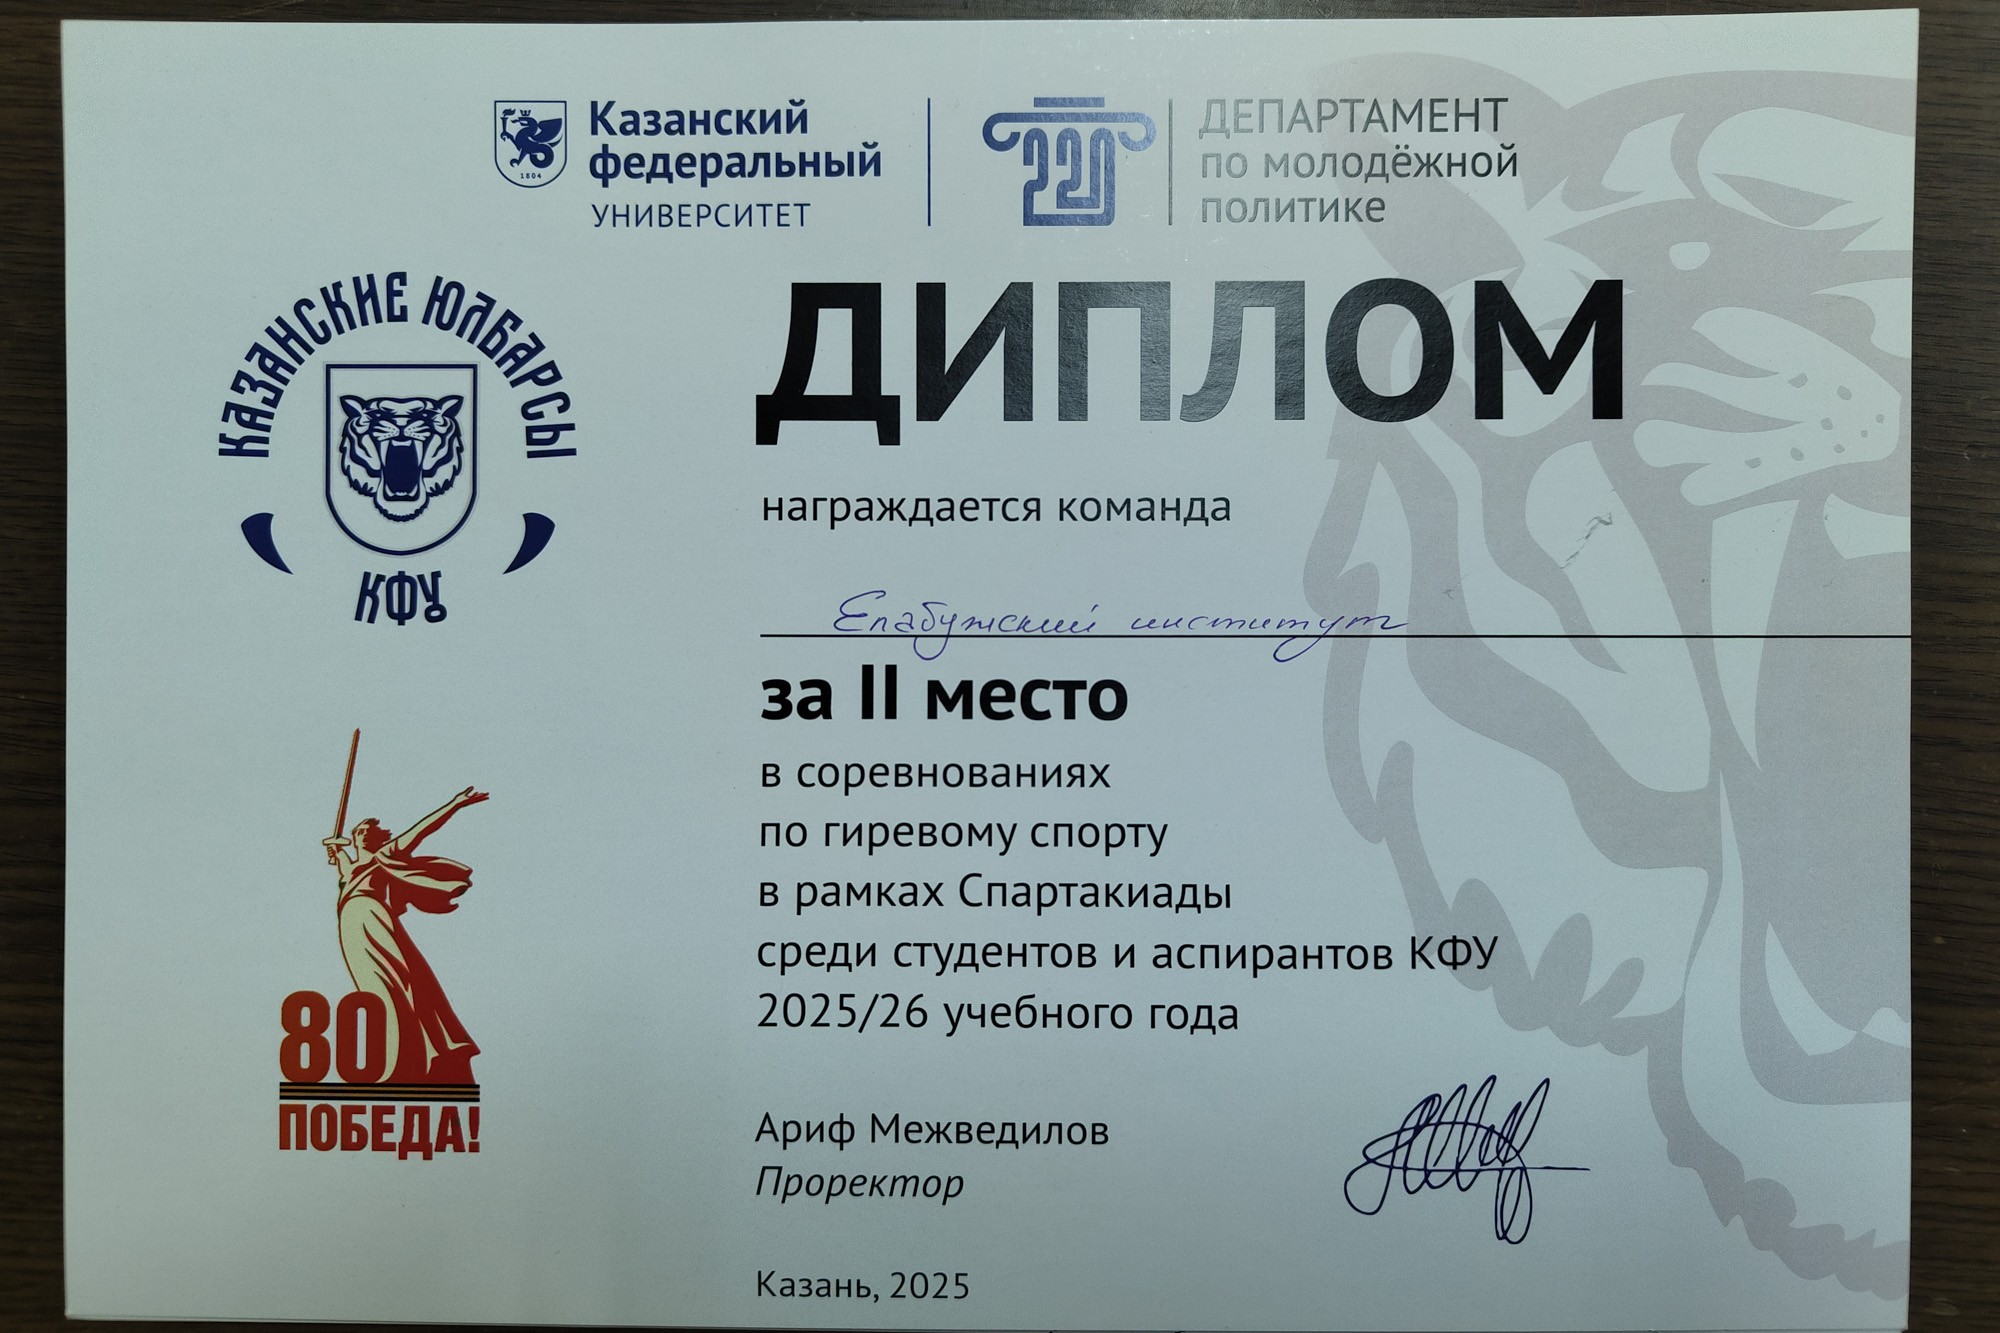 Казанский
федеральный
УНИВЕРСИТЕТ
1804
220
ДЕПАРТАМЕНТ
по молодёжной
политике
КАЗАНСКИЕ ЮЛБАРСЫ
КФУ
ДИПЛОМ
награждается команда
Елабужский институт
за II место
в соревнованиях
по гиревому спорту
в рамках Спартакиады
среди студентов и аспирантов КФУ
2025/26 учебного года
80
ПОБЕДА!
Ариф Межведилов
Проректор
Казань, 2025